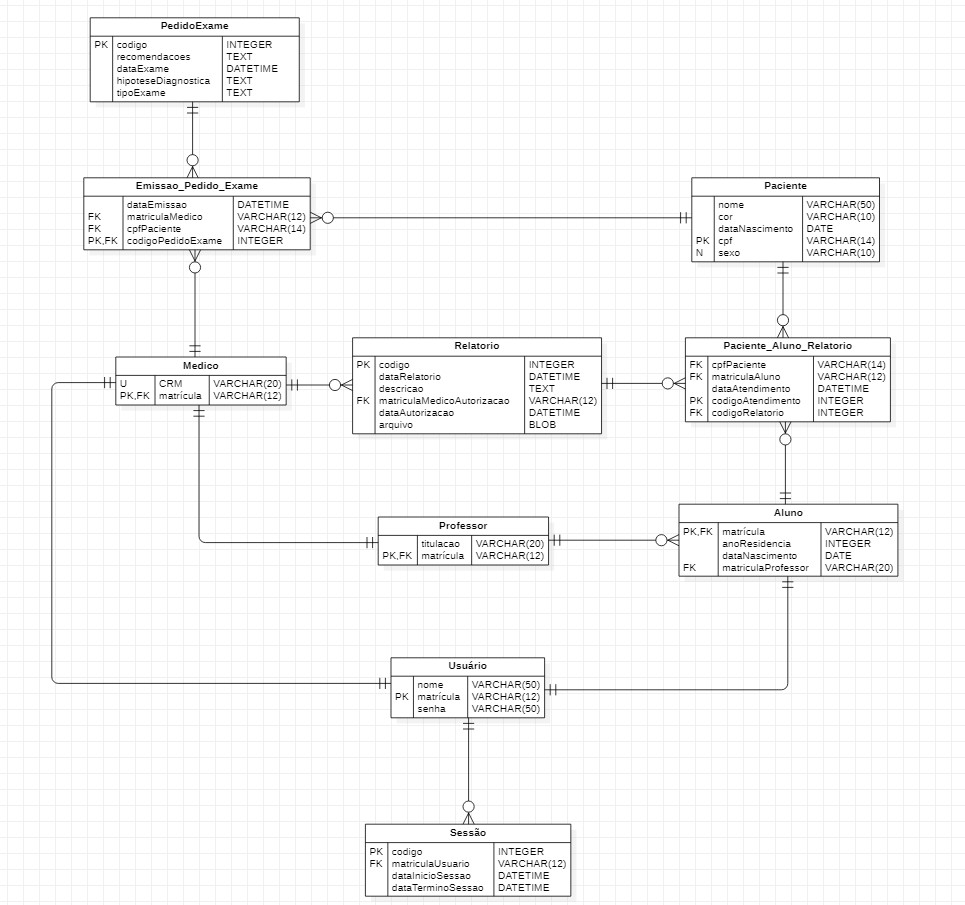 PedidoExame
PK codigo INTEGER
recomendacoes TEXT
dataExame DATETIME
hipoteseDiagnostica TEXT
tipoExame TEXT
Emissao_Pedido_Exame
dataEmissao DATETIME
FK matriculaMedico VARCHAR(12)
FK cpfPaciente VARCHAR(14)
PK,FK codigoPedidoExame INTEGER
Paciente
nome VARCHAR(50)
cor VARCHAR(10)
dataNascimento DATE
PK cpf VARCHAR(14)
N sexo VARCHAR(10)
Medico
U CRM VARCHAR(20)
PK,FK matrícula VARCHAR(12)
Relatorio
PK codigo INTEGER
dataRelatorio DATETIME
descricao TEXT
FK matriculaMedicoAutorizacao VARCHAR(12)
dataAutorizacao DATETIME
arquivo BLOB
Paciente_Aluno_Relatorio
FK cpfPaciente VARCHAR(14)
FK matriculaAluno VARCHAR(12)
dataAtendimento DATETIME
PK codigoAtendimento INTEGER
FK codigoRelatorio INTEGER
Professor
titulacao VARCHAR(20)
PK,FK matrícula VARCHAR(12)
Aluno
PK,FK matrícula VARCHAR(12)
anoResidencia INTEGER
dataNascimento DATE
FK matriculaProfessor VARCHAR(20)
Usuário
nome VARCHAR(50)
PK matrícula VARCHAR(12)
senha VARCHAR(50)
Sessão
PK codigo INTEGER
FK matriculaUsuario VARCHAR(12)
dataInicioSessao DATETIME
dataTerminoSessao DATETIME